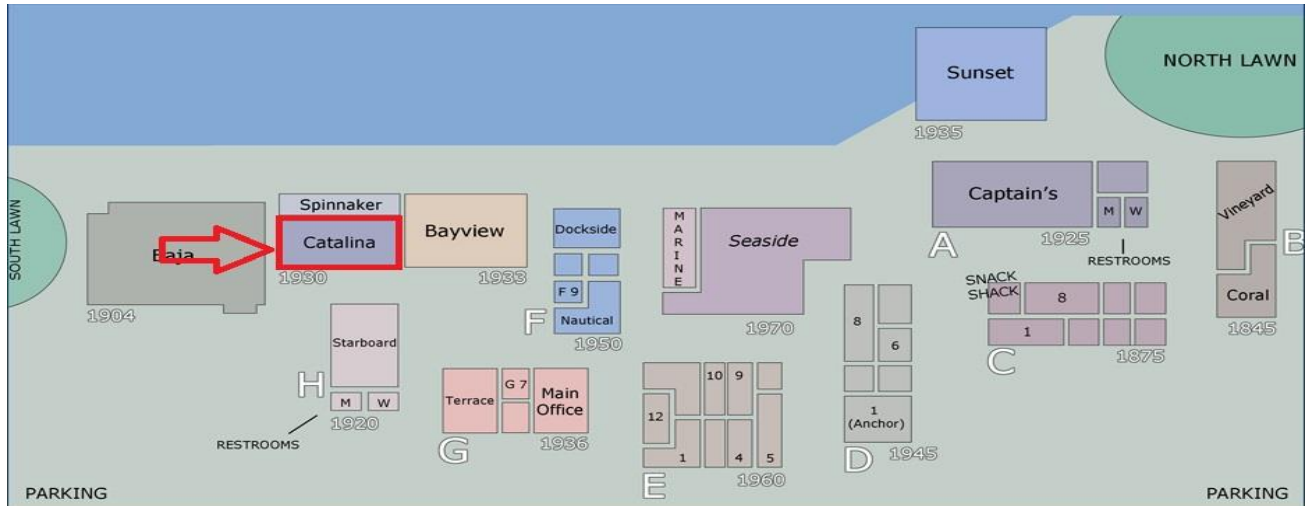 NORTH LAWN
Sunset
1935
SOUTH LAWN
Baja
1904
Spinnaker
Catalina
1930
Bayview
1933
Dockside
F 9
Nautical
F
1950
MARINE
Seaside
1970
Captain's
A
1925
M
W
RESTROOMS
Vineyard
B
Coral
1845
SNACK
SHACK
8
1
C
1875
8
6
1
(Anchor)
D
1945
Starboard
H
M
W
1920
RESTROOMS
Terrace
G 7
Main
Office
G
1936
10
9
12
1
4
5
E
1960
PARKING
PARKING